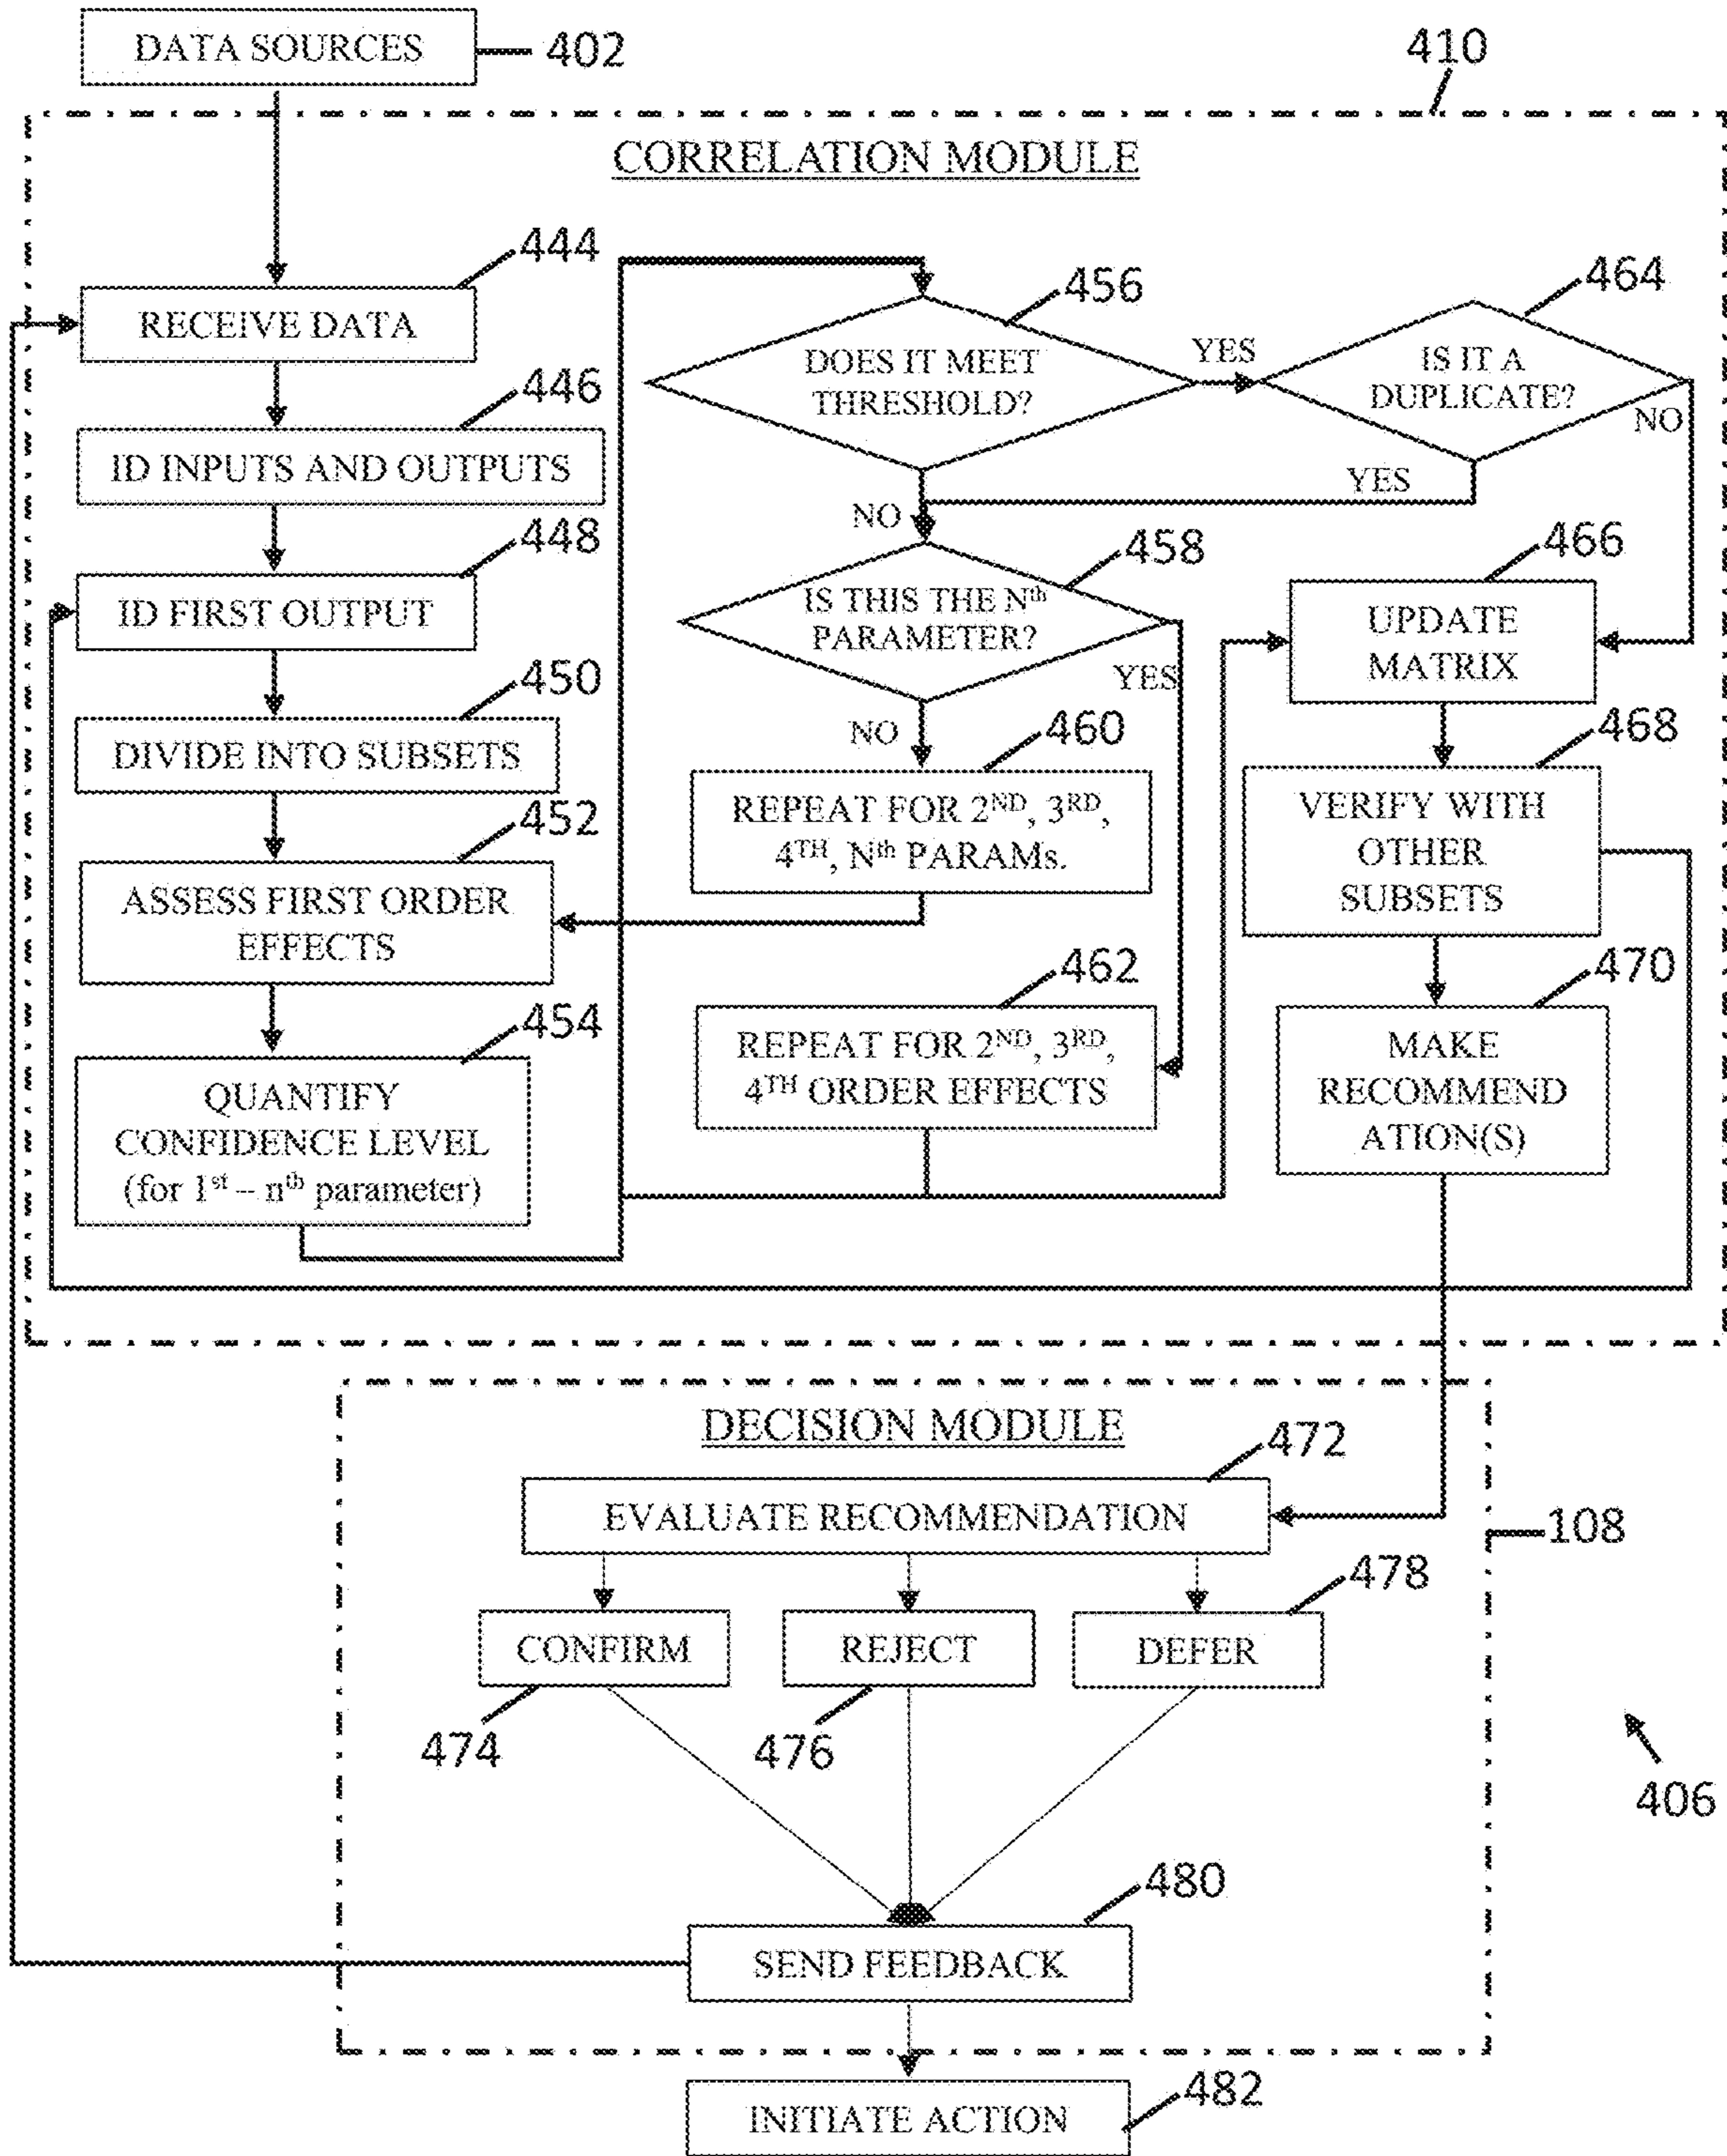 DATA SOURCES
402
410
CORRELATION MODULE
444
RECEIVE DATA
446
ID INPUTS AND OUTPUTS
448
ID FIRST OUTPUT
450
DIVIDE INTO SUBSETS
452
ASSESS FIRST ORDER
EFFECTS
454
QUANTIFY
CONFIDENCE LEVEL
(for 1st – nth parameter)
456
DOES IT MEET
THRESHOLD?
YES
NO
464
IS IT A
DUPLICATE?
NO
YES
458
IS THIS THE Nth
PARAMETER?
YES
NO
460
REPEAT FOR 2ND, 3RD,
4TH, Nth PARAMs.
462
REPEAT FOR 2ND, 3RD,
4TH ORDER EFFECTS
466
UPDATE
MATRIX
468
VERIFY WITH
OTHER
SUBSETS
470
MAKE
RECOMMEND
ATION(S)
DECISION MODULE
472
EVALUATE RECOMMENDATION
108
478
CONFIRM
REJECT
DEFER
474
476
406
480
SEND FEEDBACK
482
INITIATE ACTION